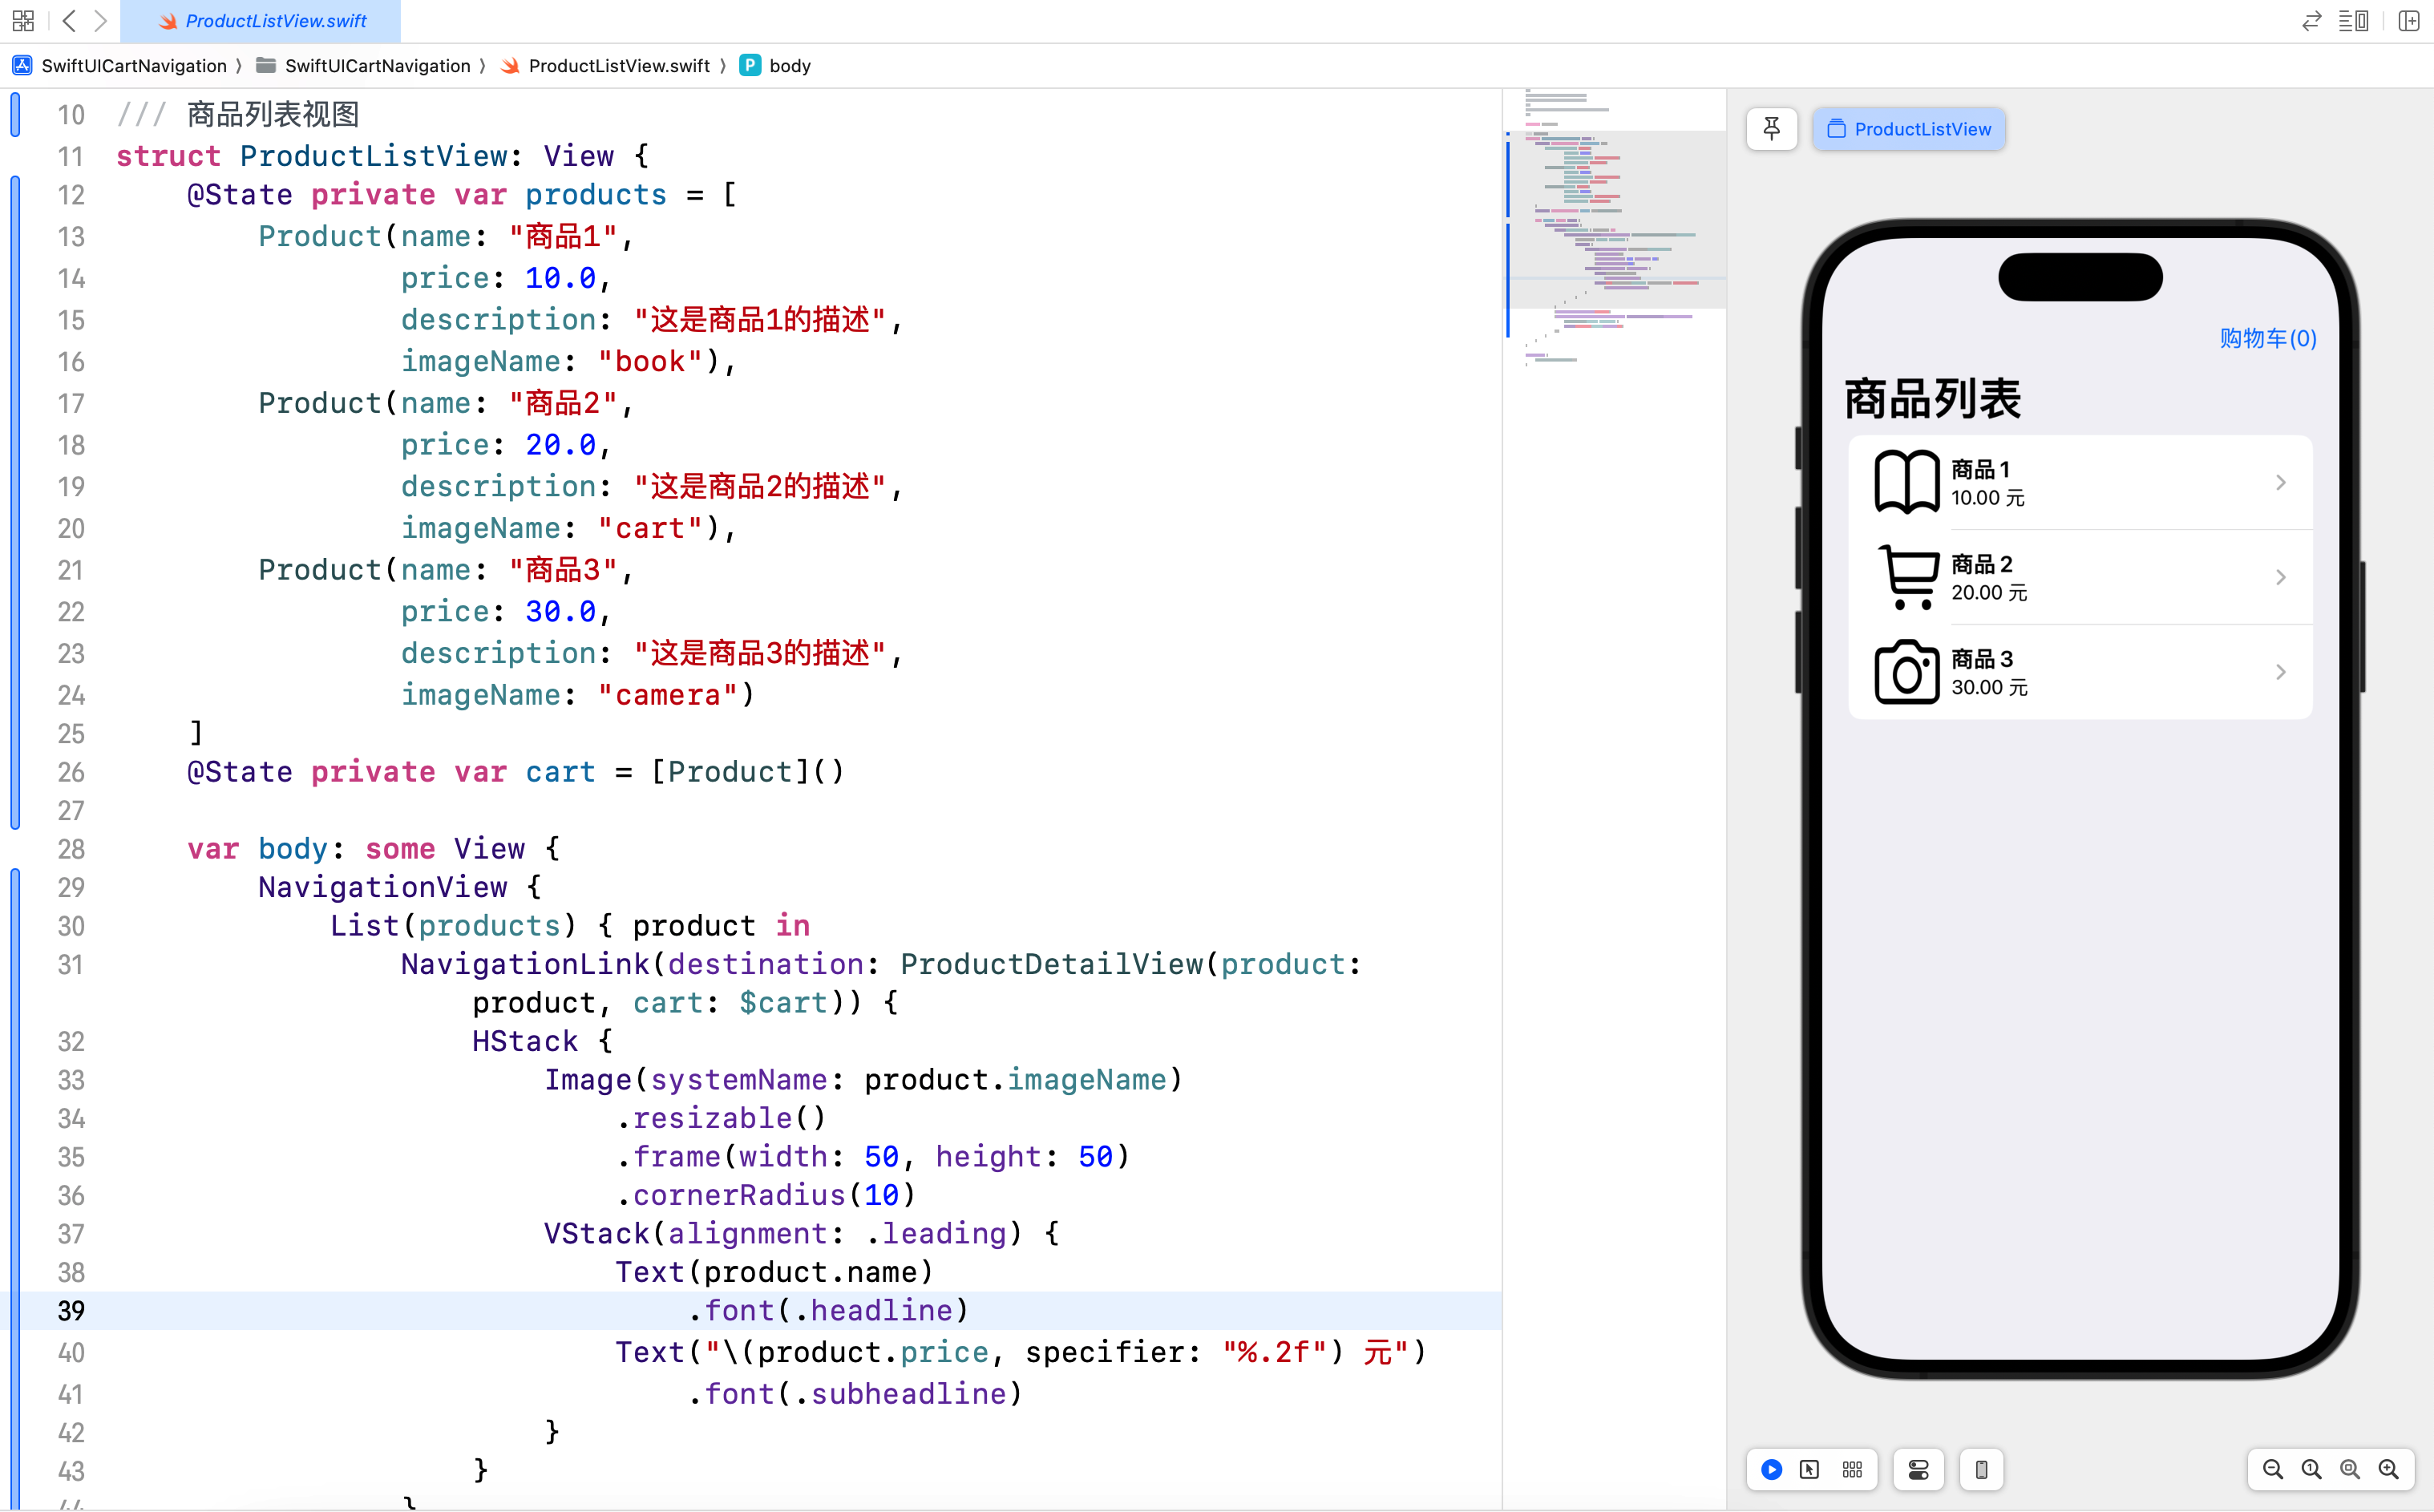 ProductListView.swift
SwiftUICartNavigation 〉 SwiftUICartNavigation 〉 ProductListView.swift 〉 P body
10 /// 商品列表视图
11 struct ProductListView: View {
12 @State private var products = [
13 Product(name: "商品1",
14 price: 10.0,
15 description: "这是商品1的描述",
16 imageName: "book"),
17 Product(name: "商品2",
18 price: 20.0,
19 description: "这是商品2的描述",
20 imageName: "cart"),
21 Product(name: "商品3",
22 price: 30.0,
23 description: "这是商品3的描述",
24 imageName: "camera")
25 ]
26 @State private var cart = [Product]()
27
28 var body: some View {
29 NavigationView {
30 List(products) { product in
31 NavigationLink(destination: ProductDetailView(product:
product, cart: $cart)) {
32 HStack {
33 Image(systemName: product.imageName)
34 .resizable()
35 .frame(width: 50, height: 50)
36 .cornerRadius(10)
37 VStack(alignment: .leading) {
38 Text(product.name)
39 .font(.headline)
40 Text("\(product.price, specifier: "%.2f") 元")
41 .font(.subheadline)
42 }
43 }
44 }
ProductListView
购物车(0)
商品列表
商品1
10.00 元
商品2
20.00 元
商品3
30.00 元